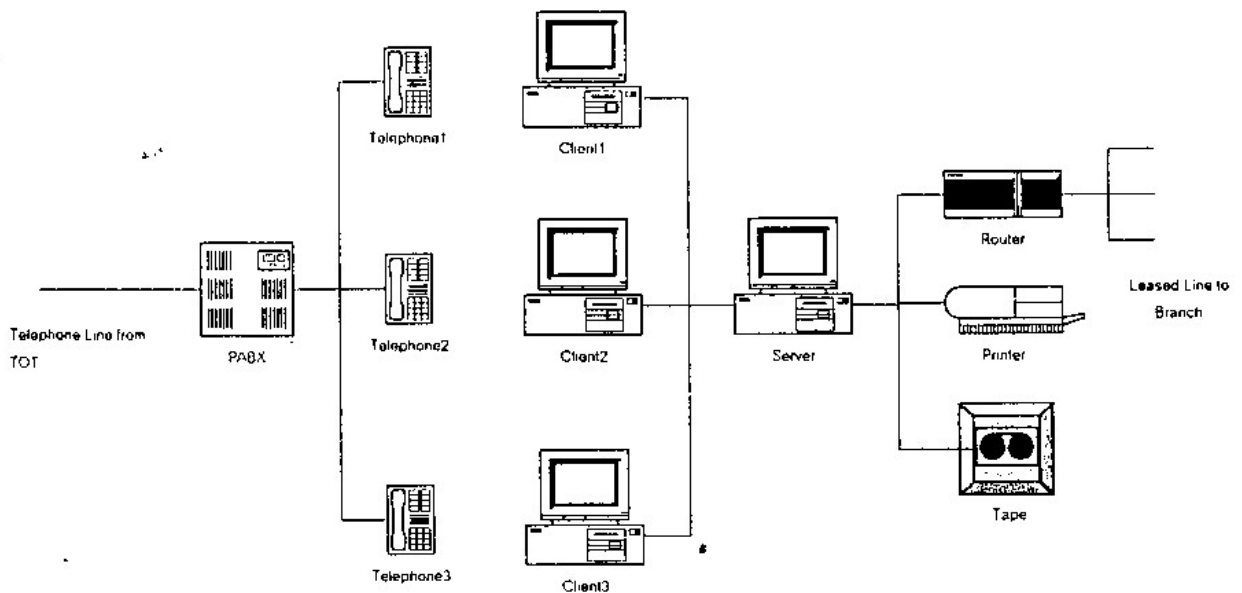 Telephone1
Client1
Router
Telephone Line from
TOT
PABX
Telephone2
Client2
Server
Printer
Leased Line to
Branch
Tape
Telephone3
Client3